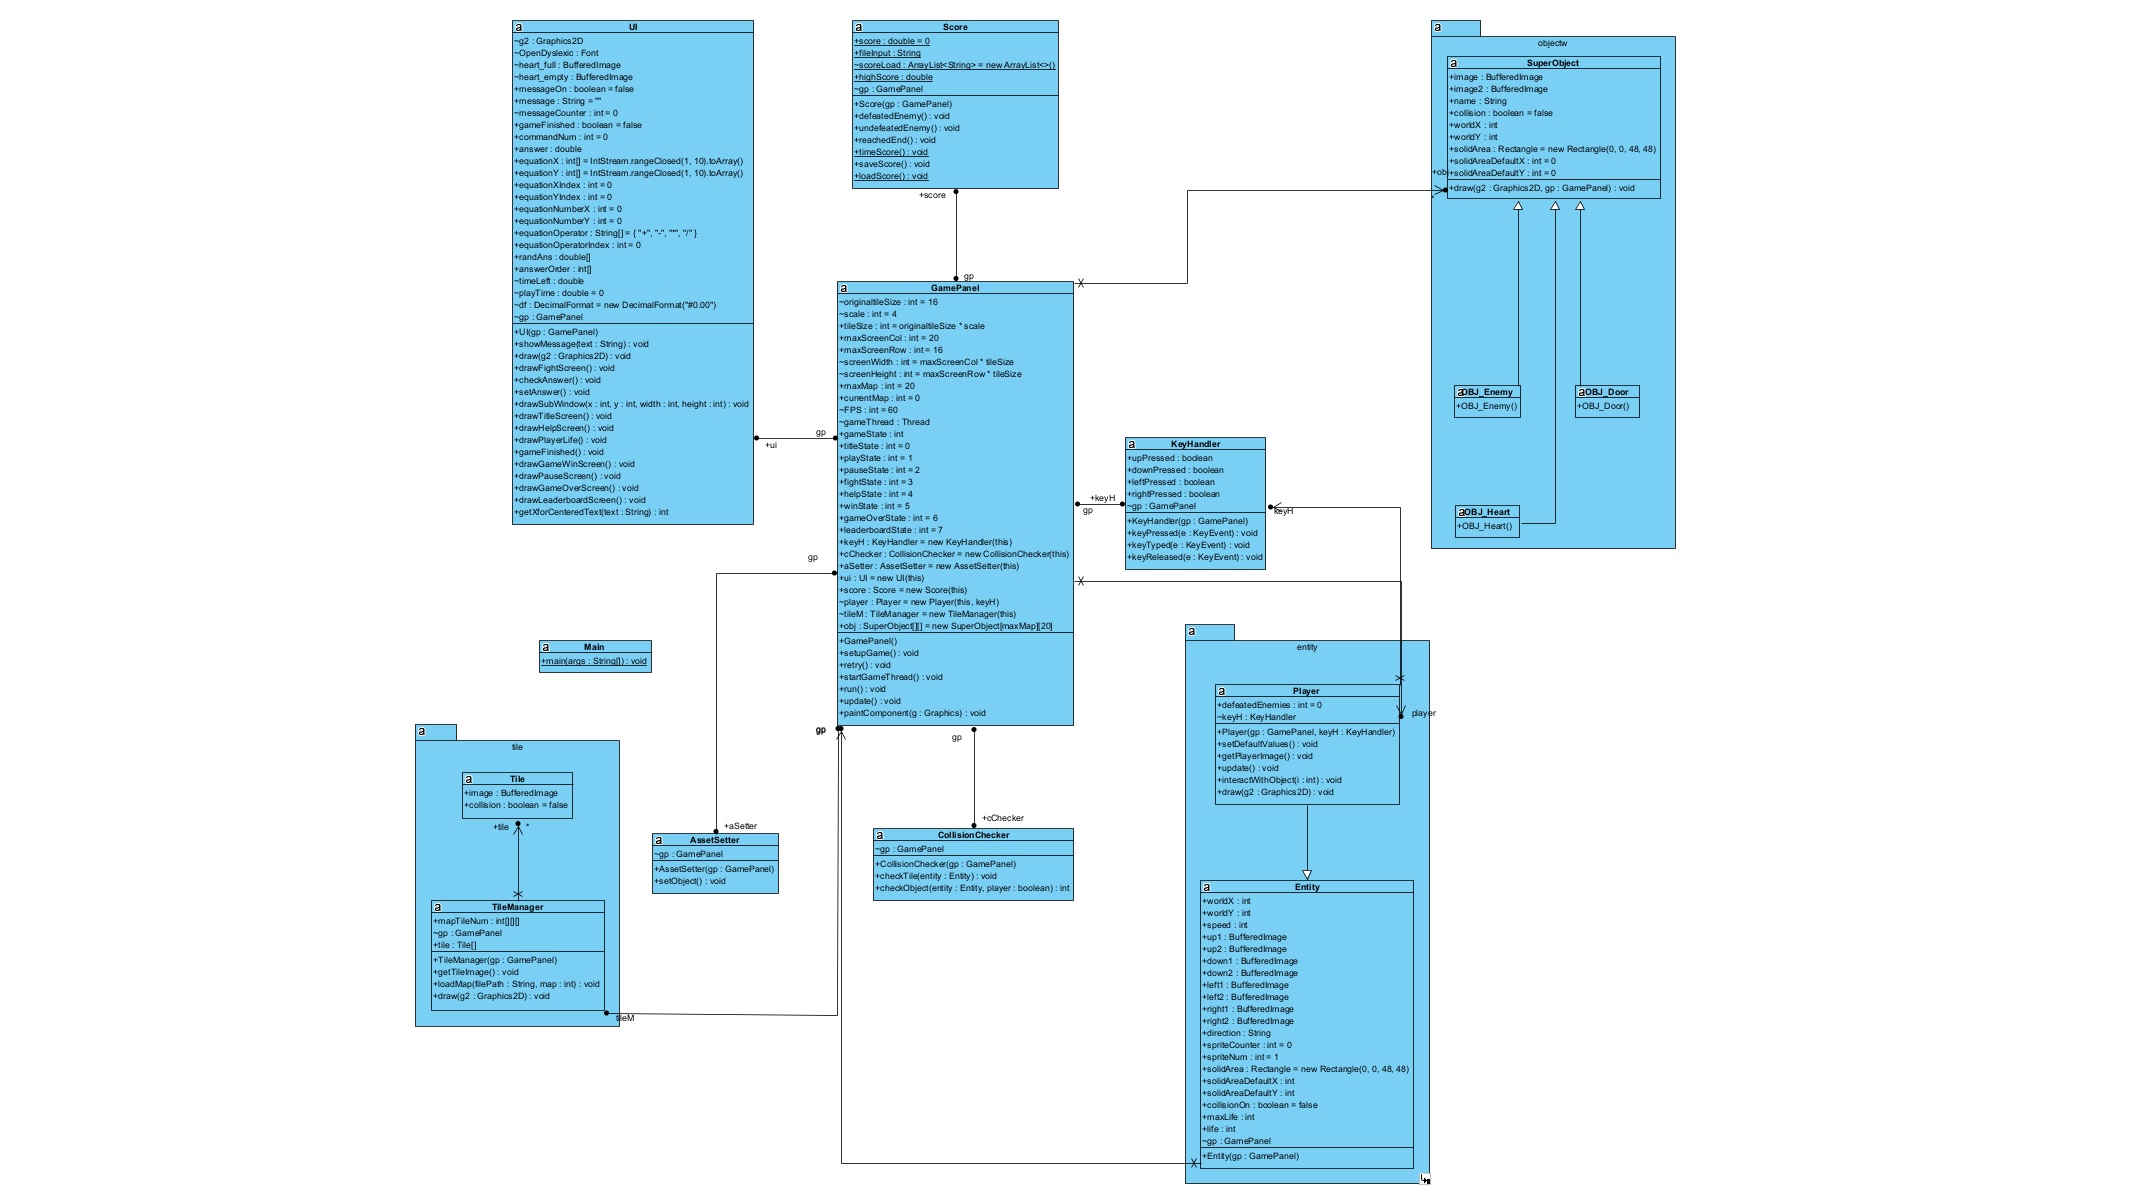 a UI
~g2 : Graphics2D
~OpenDyslexic : Font
~heart_full : BufferedImage
~heart_empty : BufferedImage
+messageOn : boolean = false
+message : String = ""
~messageCounter : int = 0
+gameFinished : boolean = false
+commandNum : int = 0
+answer : double
+equationX : int[] = IntStream.rangeClosed(1, 10).toArray()
+equationY : int[] = IntStream.rangeClosed(1, 10).toArray()
+equationXIndex : int = 0
+equationYIndex : int = 0
+equationNumberX : int = 0
+equationNumberY : int = 0
+equationOperator : String[] = { "+", "-", "*", "/" }
+equationOperatorIndex : int = 0
+randAns : double[]
+answerOrder : int[]
~timeLeft : double
~playTime : double = 0
~df : DecimalFormat = new DecimalFormat("#0.00")
~gp : GamePanel
+UI(gp : GamePanel)
+showMessage(text : String) : void
+draw(g2 : Graphics2D) : void
+drawFightScreen() : void
+checkAnswer() : void
+setAnswer() : void
+drawSubWindow(x : int, y : int, width : int, height : int) : void
+drawTitleScreen() : void
+drawHelpScreen() : void
+drawPlayerLife() : void
+gameFinished() : void
+drawGameWinScreen() : void
+drawPauseScreen() : void
+drawGameOverScreen() : void
+drawLeaderboardScreen() : void
+getXforCenteredText(text : String) : int
a Score
+score : double = 0
+fileInput : String
~scoreLoad : ArrayList<String> = new ArrayList<>()
+highScore : double
~gp : GamePanel
+Score(gp : GamePanel)
+defeatedEnemy() : void
+undefeatedEnemy() : void
+reachedEnd() : void
+timeScore() : void
+saveScore() : void
+loadScore() : void
+score
gp
a
objectw
a SuperObject
+image : BufferedImage
+image2 : BufferedImage
+name : String
+collision : boolean = false
+worldX : int
+worldY : int
+solidArea : Rectangle = new Rectangle(0, 0, 48, 48)
+solidAreaDefaultX : int = 0
+solidAreaDefaultY : int = 0
+draw(g2 : Graphics2D, gp : GamePanel) : void
+ob
*
a OBJ_Enemy
+OBJ_Enemy()
a OBJ_Door
+OBJ_Door()
a OBJ_Heart
+OBJ_Heart()
a GamePanel
~originaltileSize : int = 16
~scale : int = 4
+tileSize : int = originaltileSize * scale
+maxScreenCol : int = 20
+maxScreenRow : int = 16
~screenWidth : int = maxScreenCol * tileSize
~screenHeight : int = maxScreenRow * tileSize
+maxMap : int = 20
+currentMap : int = 0
~FPS : int = 60
~gameThread : Thread
+gameState : int
+titleState : int = 0
+playState : int = 1
+pauseState : int = 2
+fightState : int = 3
+helpState : int = 4
+winState : int = 5
+gameOverState : int = 6
+leaderboardState : int = 7
+keyH : KeyHandler = new KeyHandler(this)
+cChecker : CollisionChecker = new CollisionChecker(this)
+aSetter : AssetSetter = new AssetSetter(this)
+ui : UI = new UI(this)
+score : Score = new Score(this)
~player : Player = new Player(this, keyH)
~tileM : TileManager = new TileManager(this)
+obj : SuperObject[][] = new SuperObject[maxMap][20]
+GamePanel()
+setupGame() : void
+retry() : void
+startGameThread() : void
+run() : void
+update() : void
+paintComponent(g : Graphics) : void
gp
+ui
gp
+keyH
gp
a KeyHandler
+upPressed : boolean
+downPressed : boolean
+leftPressed : boolean
+rightPressed : boolean
~gp : GamePanel
+KeyHandler(gp : GamePanel)
+keyPressed(e : KeyEvent) : void
+keyTyped(e : KeyEvent) : void
+keyReleased(e : KeyEvent) : void
keyH
a Main
+main(args : String[]) : void
a
tile
a Tile
+image : BufferedImage
+collision : boolean = false
+tile *
a TileManager
+mapTileNum : int[][][]
~gp : GamePanel
+tile : Tile[]
+TileManager(gp : GamePanel)
+getTileImage() : void
+loadMap(filePath : String, map : int) : void
+draw(g2 : Graphics2D) : void
tileM
+aSetter
a AssetSetter
~gp : GamePanel
+AssetSetter(gp : GamePanel)
+setObject() : void
gp
gp
gp
+cChecker
a CollisionChecker
~gp : GamePanel
+CollisionChecker(gp : GamePanel)
+checkTile(entity : Entity) : void
+checkObject(entity : Entity, player : boolean) : int
a
entity
a Player
+defeatedEnemies : int = 0
~keyH : KeyHandler
+Player(gp : GamePanel, keyH : KeyHandler)
+setDefaultValues() : void
+getPlayerImage() : void
+update() : void
+interactWithObject(i : int) : void
+draw(g2 : Graphics2D) : void
player
a Entity
+worldX : int
+worldY : int
+speed : int
+up1 : BufferedImage
+up2 : BufferedImage
+down1 : BufferedImage
+down2 : BufferedImage
+left1 : BufferedImage
+left2 : BufferedImage
+right1 : BufferedImage
+right2 : BufferedImage
+direction : String
+spriteCounter : int = 0
+spriteNum : int = 1
+solidArea : Rectangle = new Rectangle(0, 0, 48, 48)
+solidAreaDefaultX : int
+solidAreaDefaultY : int
+collisionOn : boolean = false
+maxLife : int
+life : int
~gp : GamePanel
+Entity(gp : GamePanel)